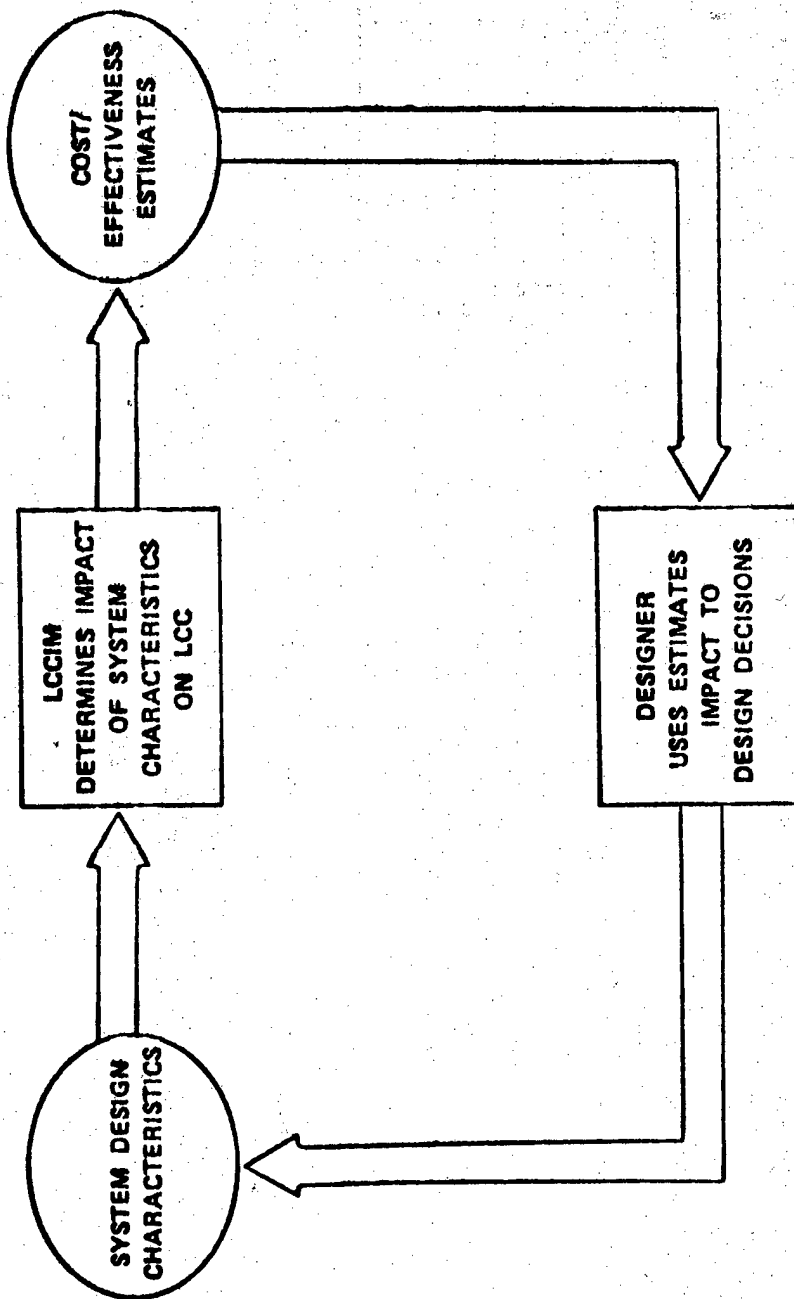 SYSTEM DESIGN
CHARACTERISTICS
LCCIM
DETERMINES IMPACT
OF SYSTEM
CHARACTERISTICS
ON LCC
COST/
EFFECTIVENESS
ESTIMATES
DESIGNER
USES ESTIMATES
IMPACT TO
DESIGN DECISIONS